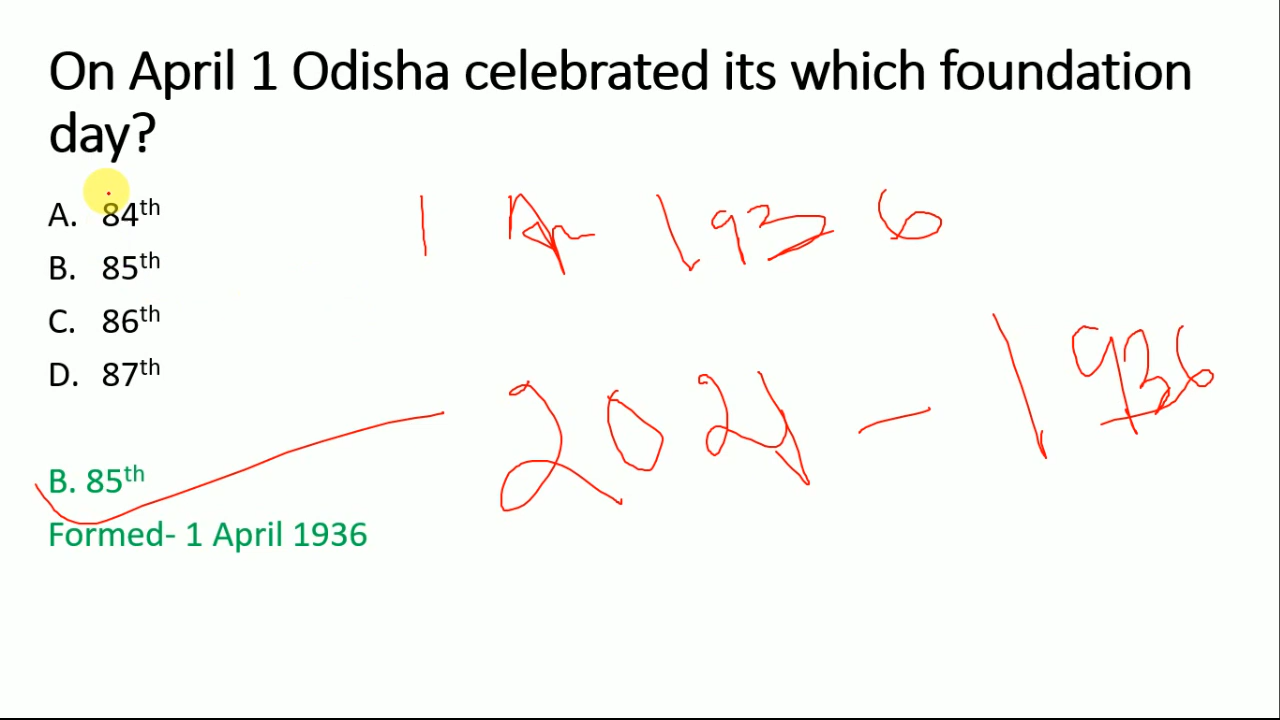 On April 1 Odisha celebrated its which foundation
day?
A. 84th
B. 85th
C. 86th
D. 87th
1 Apr 1936
2021 - 1936
B. 85th
Formed- 1 April 1936